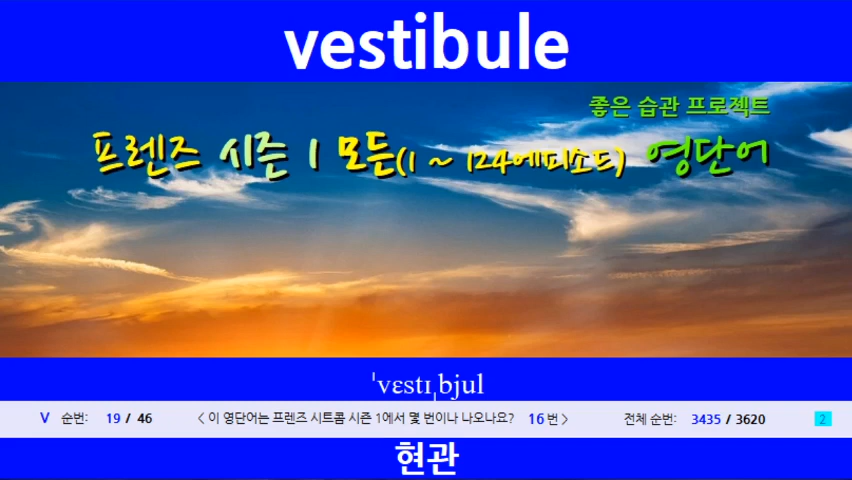 vestibule
좋은 습관 프로젝트
프렌즈 시즌 1 모든(1 ~ 124에피소드) 영단어
ˈvɛstɪˌbjul
V 순번: 19 / 46 < 이 영단어는 프렌즈 시트콤 시즌 1에서 몇 번이나 나오나요? 16 번 > 전체 순번: 3435 / 3620 2
현관